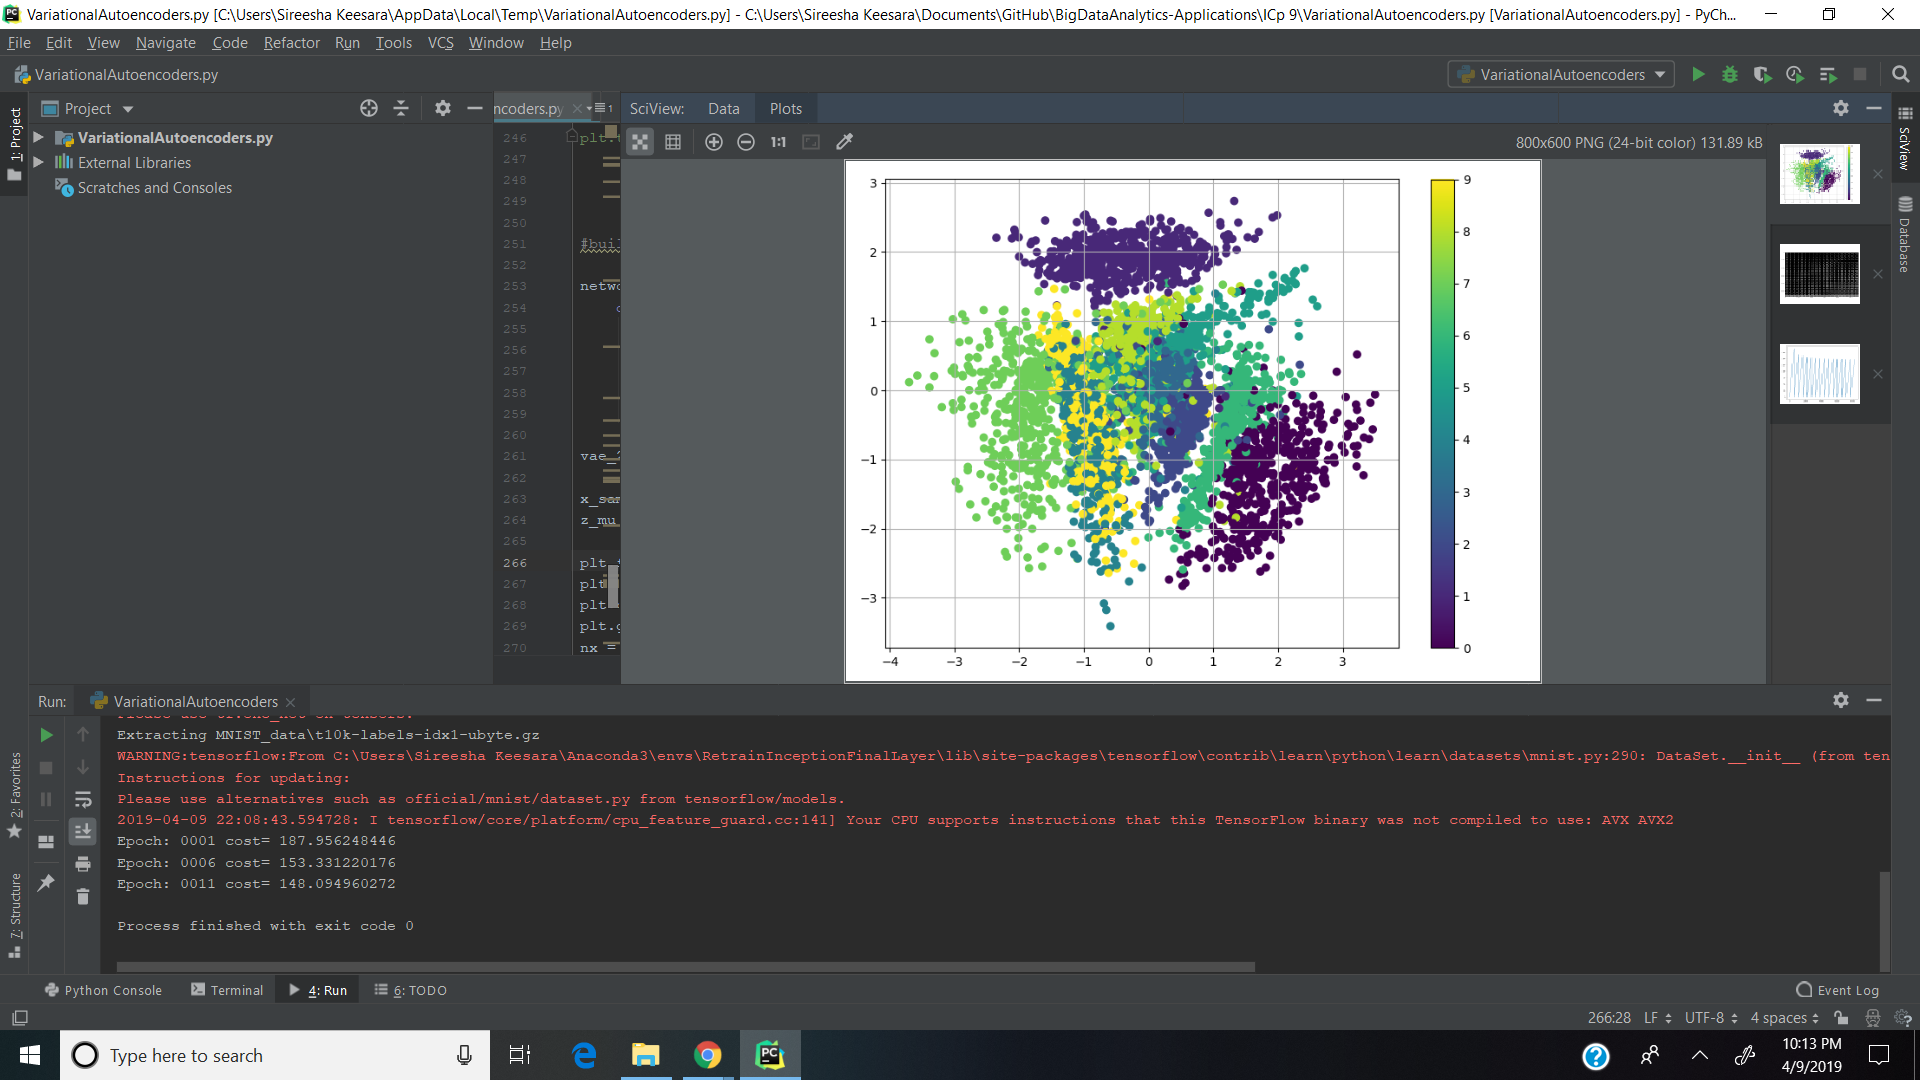 VariationalAutoencoders.py [C:\Users\Sireesha Keesara\AppData\Local\Temp\VariationalAutoencoders.py] - C:\Users\Sireesha Keesara\Documents\GitHub\BigDataAnalytics-Applications\ICp 9\VariationalAutoencoders.py [VariationalAutoencoders.py] - PyCh...
File Edit View Navigate Code Refactor Run Tools VCS Window Help
VariationalAutoencoders.py
VariationalAutoencoders
1: Project
Project
ncoders.py
1
SciView: Data Plots
VariationalAutoencoders.py
External Libraries
Scratches and Consoles
1:1
800x600 PNG (24-bit color) 131.89 kB
SciView
Database
246 plt.
247
248
249
250
251 #buil
252
253 netwo
254
255
256
257
258
259
260
261 vae_
262
263 x_sam
264 z_mu
265
266 plt
267 plt
268 plt
269 plt.g
270 nx =
3
2
1
0
−1
−2
−3
−4 −3 −2 −1 0 1 2 3
9
8
7
6
5
4
3
2
1
0
Run: VariationalAutoencoders
Extracting MNIST_data\t10k-labels-idx1-ubyte.gz
WARNING:tensorflow:From C:\Users\Sireesha Keesara\Anaconda3\envs\RetrainInceptionFinalLayer\lib\site-packages\tensorflow\contrib\learn\python\learn\datasets\mnist.py:290: DataSet.__init__ (from ten
Instructions for updating:
Please use alternatives such as official/mnist/dataset.py from tensorflow/models.
2019-04-09 22:08:43.594728: I tensorflow/core/platform/cpu_feature_guard.cc:141] Your CPU supports instructions that this TensorFlow binary was not compiled to use: AVX AVX2
Epoch: 0001 cost= 187.956248446
Epoch: 0006 cost= 153.331220176
Epoch: 0011 cost= 148.094960272
Process finished with exit code 0
2: Favorites
7: Structure
Python Console Terminal 4: Run 6: TODO
Event Log
266:28 LF UTF-8 4 spaces
Type here to search
10:13 PM
4/9/2019